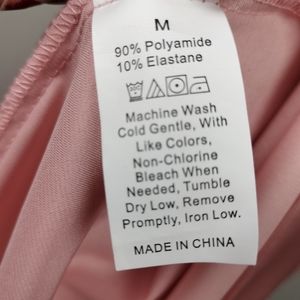 M
90% Polyamide
10% Elastane
Machine Wash
Cold Gentle, With
Like Colors,
Non-Chlorine
Bleach When
Needed, Tumble
Dry Low, Remove
Promptly, Iron Low.
MADE IN CHINA